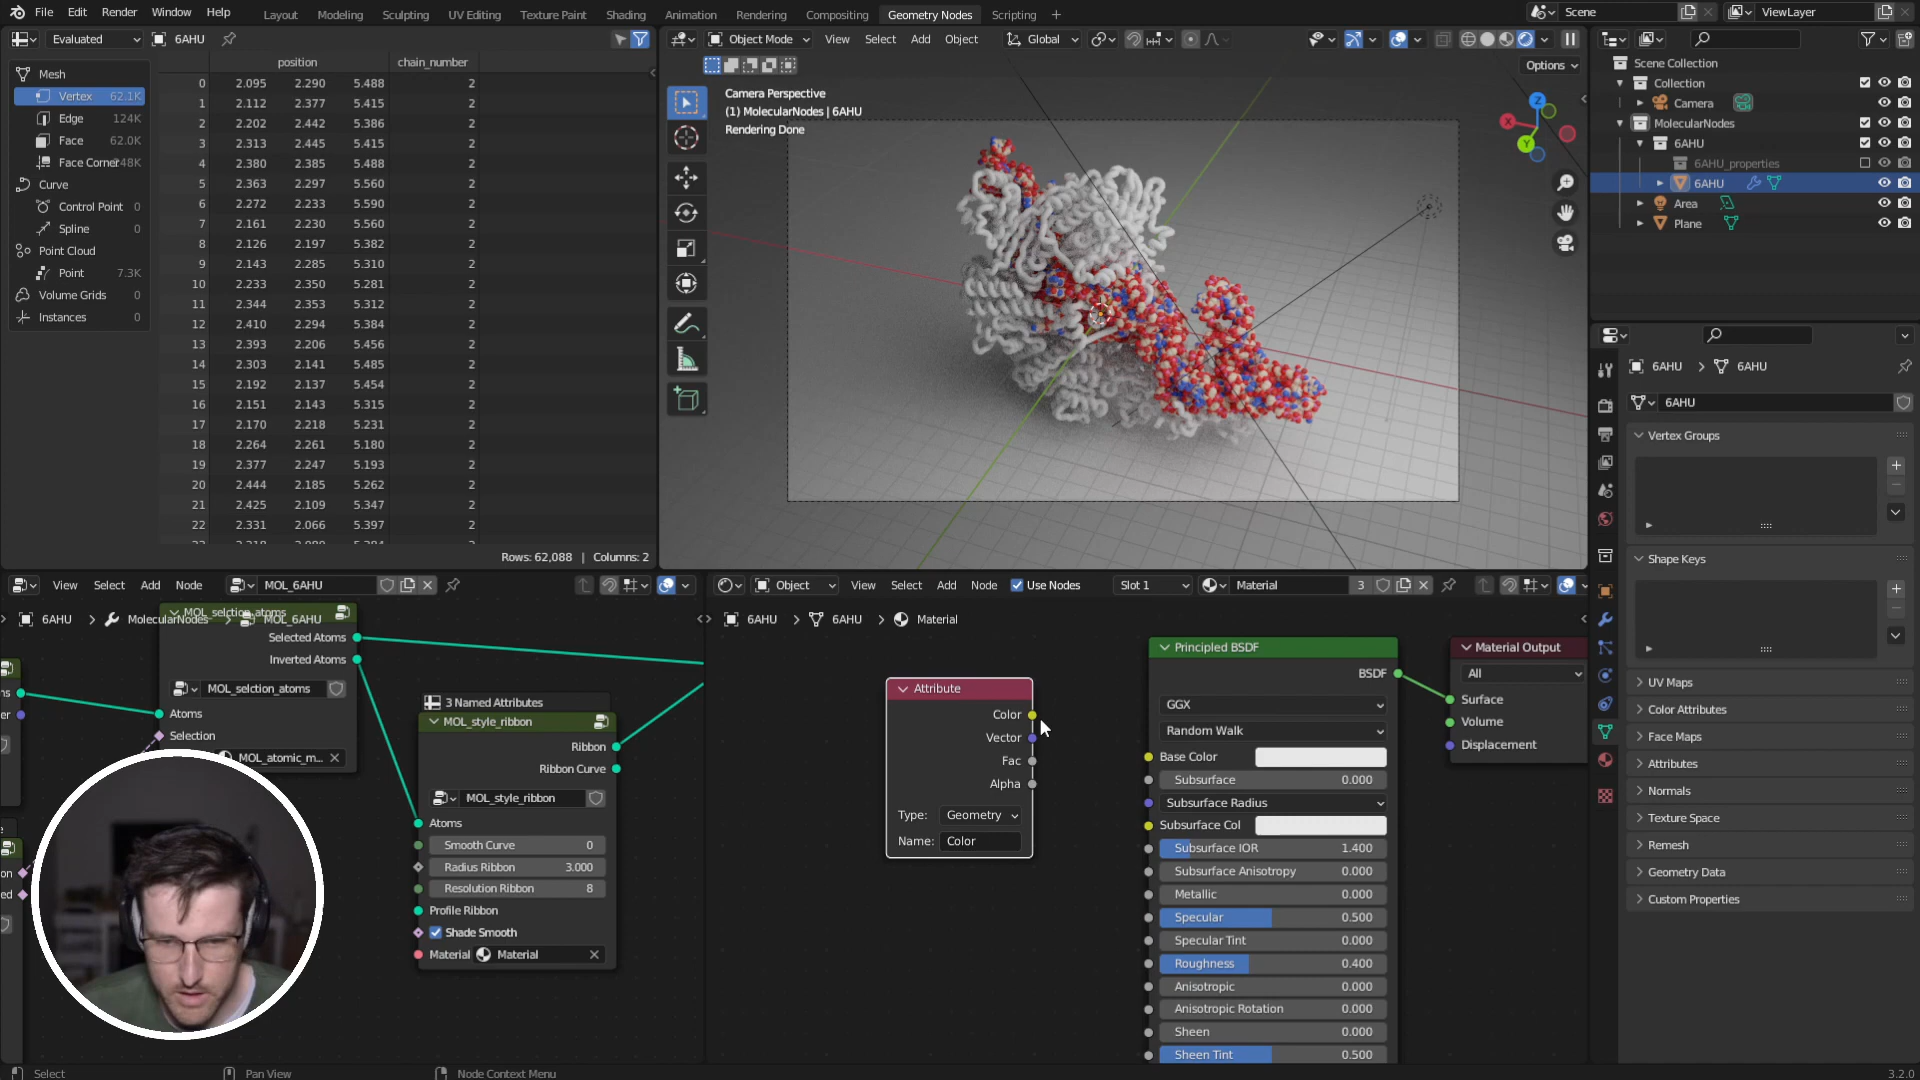 File Edit Render Window Help Layout Modeling Sculpting UV Editing Texture Paint Shading Animation Rendering Compositing Geometry Nodes Scripting + Scene ViewLayer
Evaluated 6AHU
Object Mode View Select Add Object Global
Options
position chain_number
Mesh
Vertex 62.1K
Edge 124K
Face 62.0K
Face Corner 248K
Curve
Control Point 0
Spline 0
Point Cloud
Point 7.3K
Volume Grids 0
Instances 0
0 2.095 2.290 5.488 2
1 2.112 2.377 5.415 2
2 2.202 2.442 5.386 2
3 2.313 2.445 5.415 2
4 2.380 2.385 5.488 2
5 2.363 2.297 5.560 2
6 2.272 2.233 5.590 2
7 2.161 2.230 5.560 2
8 2.126 2.197 5.382 2
9 2.143 2.285 5.310 2
10 2.233 2.350 5.281 2
11 2.344 2.353 5.312 2
12 2.410 2.294 5.384 2
13 2.393 2.206 5.456 2
14 2.303 2.141 5.485 2
15 2.192 2.137 5.454 2
16 2.151 2.143 5.315 2
17 2.170 2.218 5.231 2
18 2.264 2.261 5.180 2
19 2.377 2.247 5.193 2
20 2.444 2.185 5.262 2
21 2.425 2.109 5.347 2
22 2.331 2.066 5.397 2
Rows: 62,088 | Columns: 2
Camera Perspective
(1) MolecularNodes | 6AHU
Rendering Done
X
Y
Z
Scene Collection
Collection
Camera
MolecularNodes
6AHU
6AHU_properties
6AHU
Area
Plane
6AHU > 6AHU
6AHU
Vertex Groups
Shape Keys
UV Maps
Color Attributes
Face Maps
Attributes
Normals
Texture Space
Remesh
Geometry Data
Custom Properties
View Select Add Node MOL_6AHU
6AHU > MolecularNodes > MOL_6AHU
MOL_selction_atoms
Selected Atoms
Inverted Atoms
MOL_selction_atoms
Atoms
Selection
MOL_atomic_m...
3 Named Attributes
MOL_style_ribbon
Ribbon
Ribbon Curve
MOL_style_ribbon
Atoms
Smooth Curve 0
Radius Ribbon 3.000
Resolution Ribbon 8
Profile Ribbon
Shade Smooth
Material Material
Object View Select Add Node Use Nodes Slot 1 Material 3
6AHU > 6AHU > Material
Attribute
Color
Vector
Fac
Alpha
Type: Geometry
Name: Color
Principled BSDF
BSDF
GGX
Random Walk
Base Color
Subsurface 0.000
Subsurface Radius
Subsurface Col
Subsurface IOR 1.400
Subsurface Anisotropy 0.000
Metallic 0.000
Specular 0.500
Specular Tint 0.000
Roughness 0.400
Anisotropic 0.000
Anisotropic Rotation 0.000
Sheen 0.000
Sheen Tint 0.500
Material Output
All
Surface
Volume
Displacement
Select Pan View Node Context Menu 3.2.0